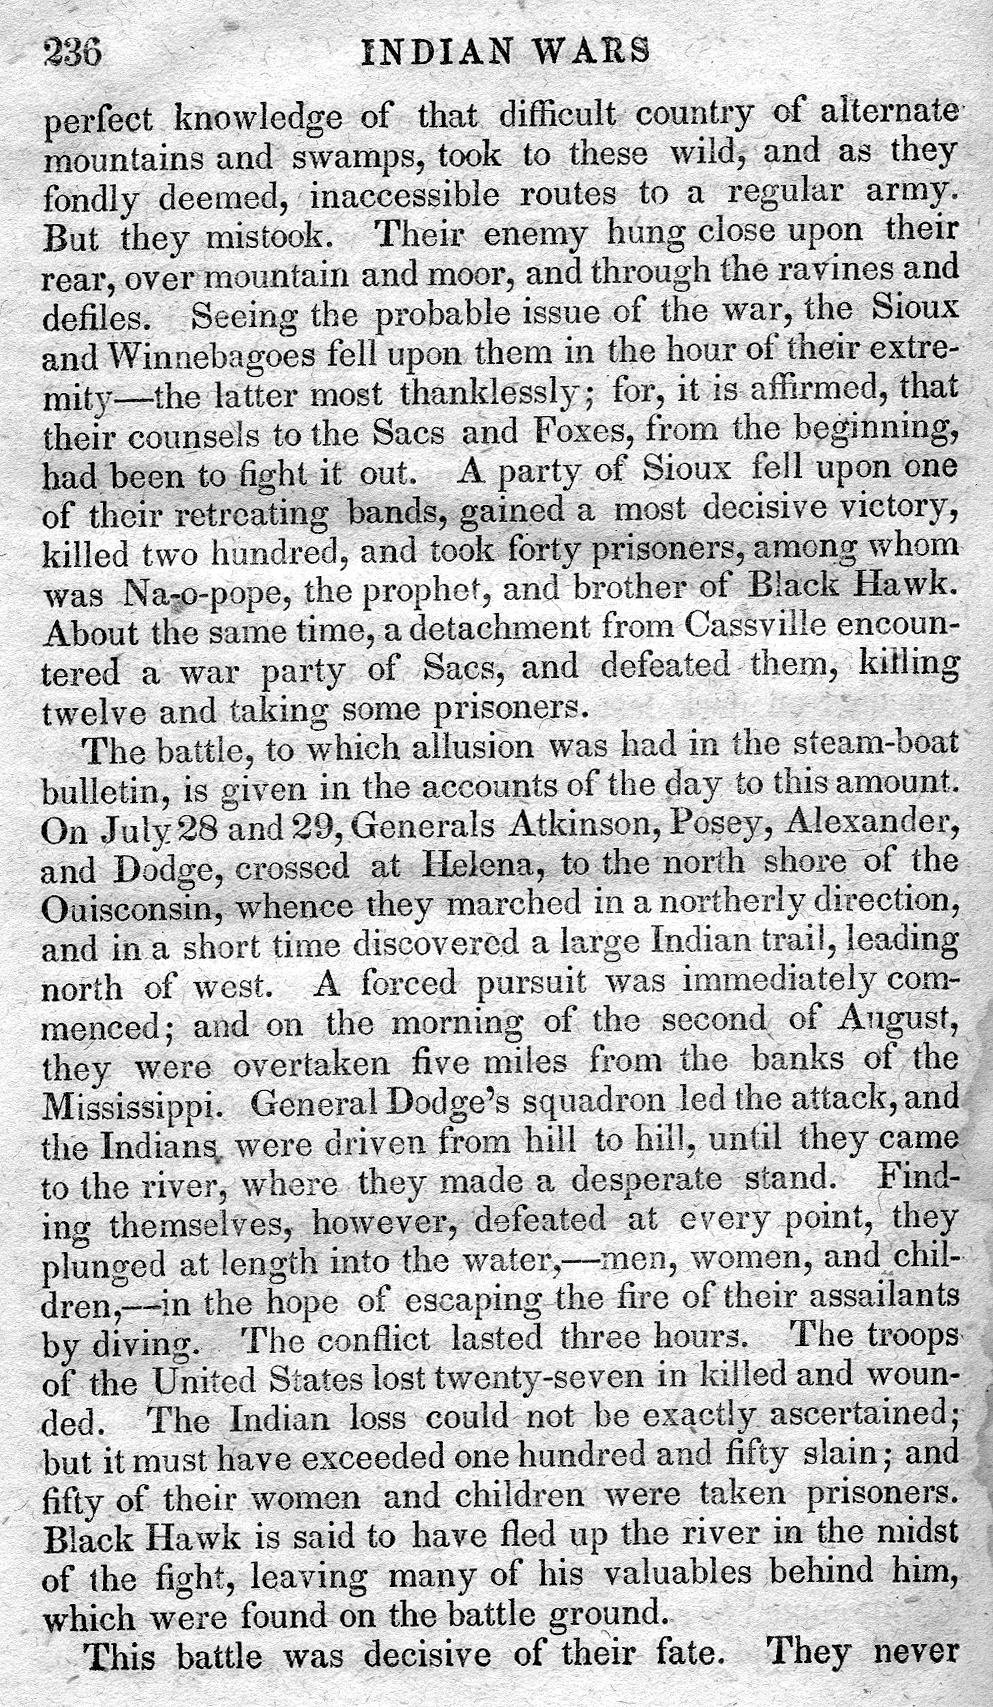 236 INDIAN WARS
perfect knowledge of that difficult country of alternate
mountains and swamps, took to these wild, and as they
fondly deemed, inaccessible routes to a regular army.
But they mistook. Their enemy hung close upon their
rear, over mountain and moor, and through the ravines and
defiles. Seeing the probable issue of the war, the Sioux
and Winnebagoes fell upon them in the hour of their extre-
mity—the latter most thanklessly; for, it is affirmed, that
their counsels to the Sacs and Foxes, from the beginning,
had been to fight it out. A party of Sioux fell upon one
of their retreating bands, gained a most decisive victory,
killed two hundred, and took forty prisoners, among whom
was Na-o-pope, the prophet, and brother of Black Hawk.
About the same time, a detachment from Cassville encoun-
tered a war party of Sacs, and defeated them, killing
twelve and taking some prisoners.
The battle, to which allusion was had in the steam-boat
bulletin, is given in the accounts of the day to this amount.
On July 28 and 29, Generals Atkinson, Posey, Alexander,
and Dodge, crossed at Helena, to the north shore of the
Ouisconsin, whence they marched in a northerly direction,
and in a short time discovered a large Indian trail, leading
north of west. A forced pursuit was immediately com-
menced; and on the morning of the second of August,
they were overtaken five miles from the banks of the
Mississippi. General Dodge's squadron led the attack, and
the Indians were driven from hill to hill, until they came
to the river, where they made a desperate stand. Find-
ing themselves, however, defeated at every point, they
plunged at length into the water,—men, women, and chil-
dren,—in the hope of escaping the fire of their assailants
by diving. The conflict lasted three hours. The troops
of the United States lost twenty-seven in killed and woun-
ded. The Indian loss could not be exactly ascertained;
but it must have exceeded one hundred and fifty slain; and
fifty of their women and children were taken prisoners.
Black Hawk is said to have fled up the river in the midst
of the fight, leaving many of his valuables behind him,
which were found on the battle ground.
This battle was decisive of their fate. They never